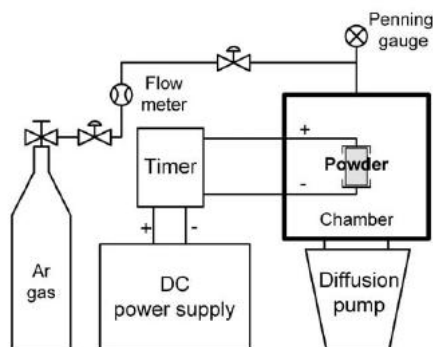 Penning
gauge
Flow
meter
+
Timer
Powder
-
Chamber
+ -
Ar
gas
DC
power supply
Diffusion
pump